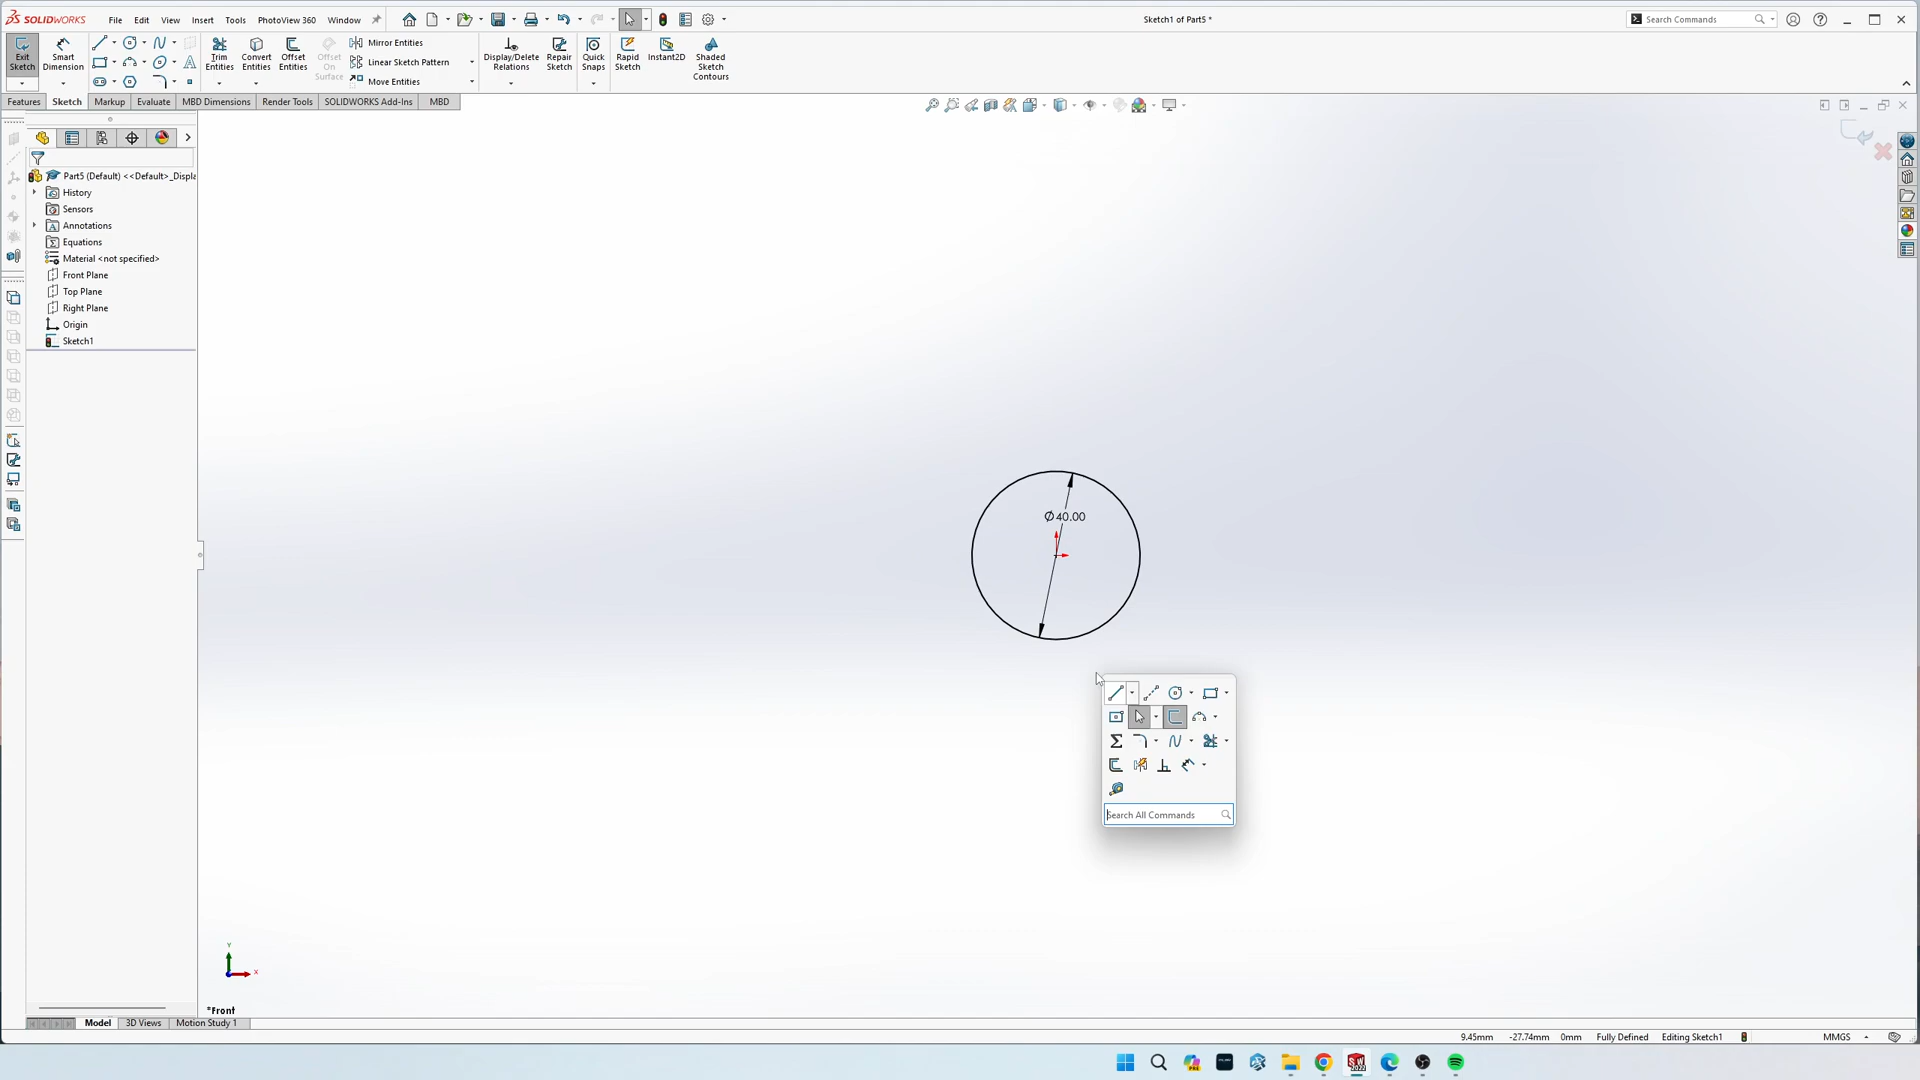 SOLIDWORKS File Edit View Insert Tools PhotoView 360 Window Sketch1 of Part5 * Search Commands
Exit Sketch
Smart Dimension
Trim Entities
Convert Entities
Offset Entities
Offset On Surface
Mirror Entities
Linear Sketch Pattern
Move Entities
Display/Delete Relations
Repair Sketch
Quick Snaps
Rapid Sketch
Instant2D
Shaded Sketch Contours
Features Sketch Markup Evaluate MBD Dimensions Render Tools SOLIDWORKS Add-Ins MBD
Part5 (Default) <<Default>_Displa
History
Sensors
Annotations
Equations
Material <not specified>
Front Plane
Top Plane
Right Plane
Origin
Sketch1
Ø40.00
Search All Commands
Y
X
*Front
Model 3D Views Motion Study 1
9.45mm -27.74mm 0mm Fully Defined Editing Sketch1 MMGS